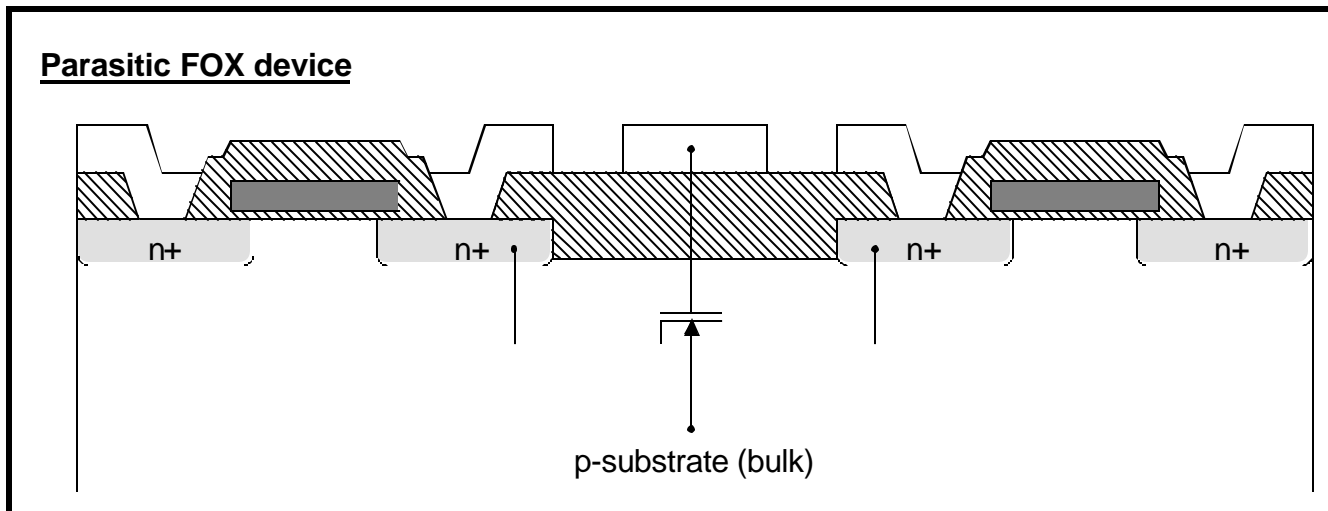 Parasitic FOX device
n+ n+ n+ n+
p-substrate (bulk)